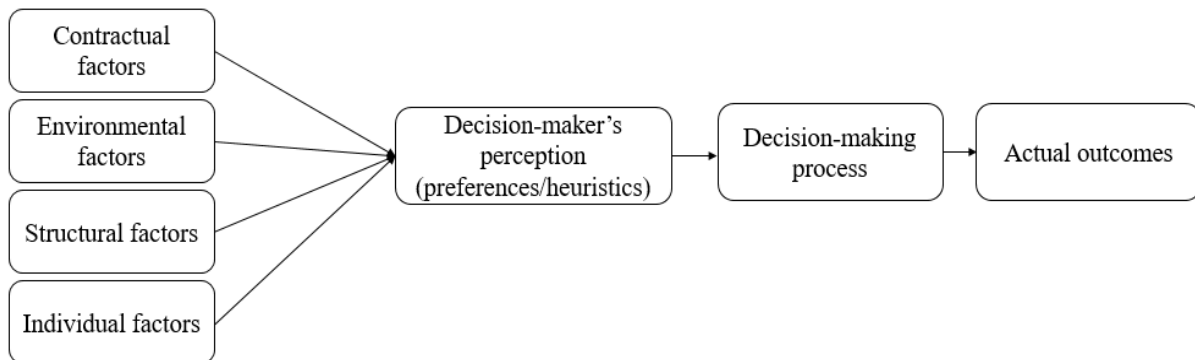 Contractual
factors
Environmental
factors
Structural factors
Individual factors
Decision-maker’s
perception
(preferences/heuristics)
Decision-making
process
Actual outcomes